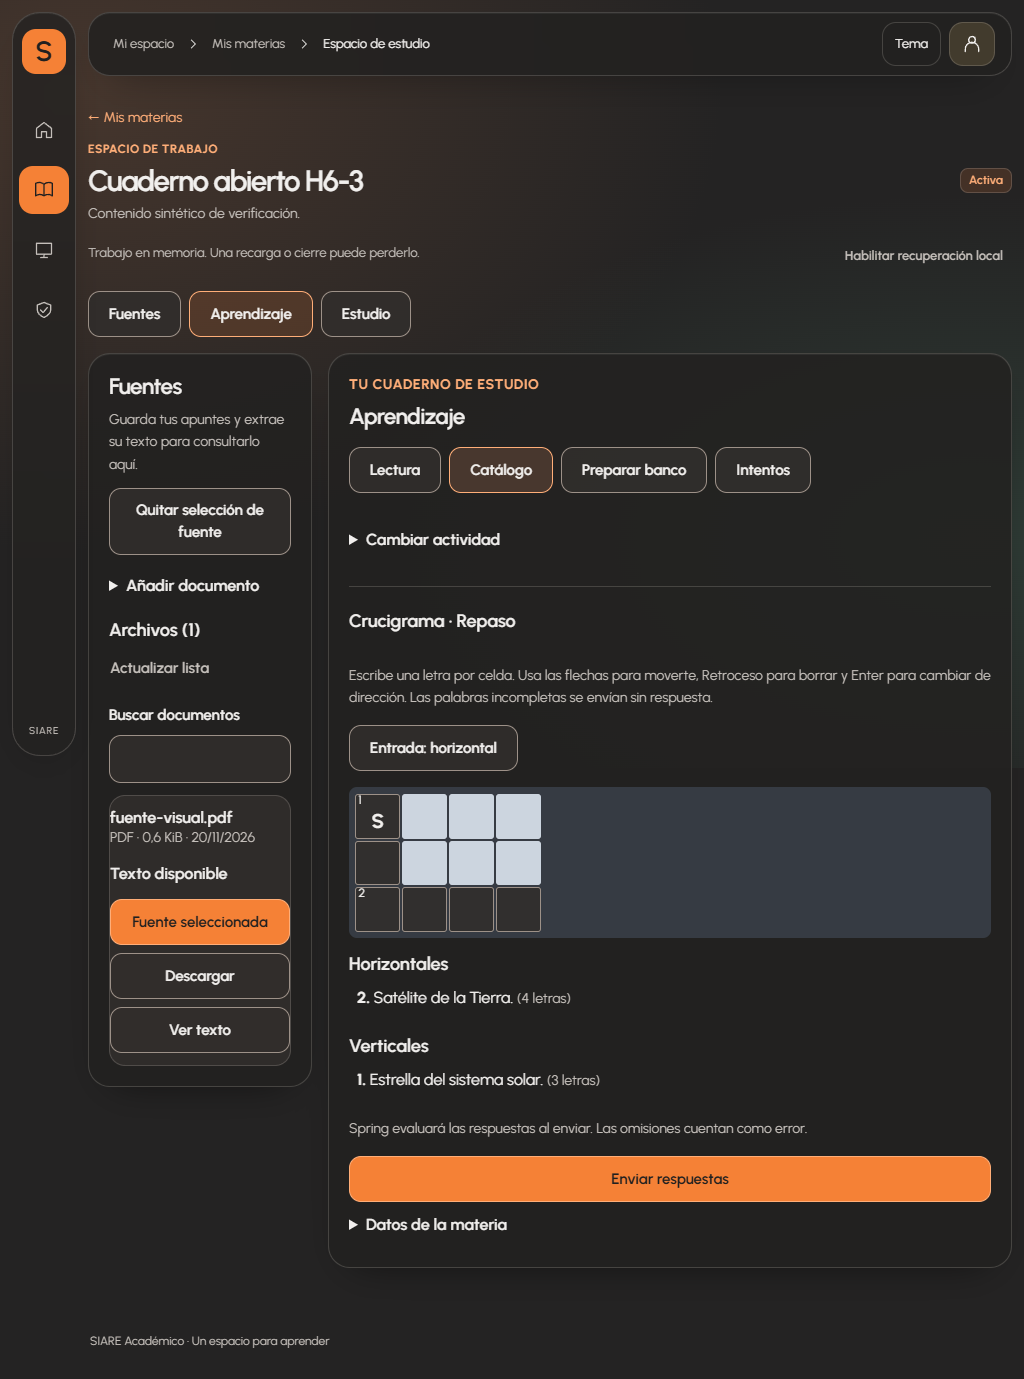 S
Mi espacio > Mis materias > Espacio de estudio
Tema
← Mis materias
ESPACIO DE TRABAJO
Cuaderno abierto H6-3
Activa
Contenido sintético de verificación.
Trabajo en memoria. Una recarga o cierre puede perderlo.
Habilitar recuperación local
Fuentes
Aprendizaje
Estudio
Fuentes
Guarda tus apuntes y extrae
su texto para consultarlo
aquí.
Quitar selección de
fuente
Añadir documento
Archivos (1)
Actualizar lista
Buscar documentos
fuente-visual.pdf
PDF · 0,6 KiB · 20/11/2026
Texto disponible
Fuente seleccionada
Descargar
Ver texto
SIARE
TU CUADERNO DE ESTUDIO
Aprendizaje
Lectura
Catálogo
Preparar banco
Intentos
Cambiar actividad
Crucigrama · Repaso
Escribe una letra por celda. Usa las flechas para moverte, Retroceso para borrar y Enter para cambiar de
dirección. Las palabras incompletas se envían sin respuesta.
Entrada: horizontal
1
S
2
Horizontales
2. Satélite de la Tierra. (4 letras)
Verticales
1. Estrella del sistema solar. (3 letras)
Spring evaluará las respuestas al enviar. Las omisiones cuentan como error.
Enviar respuestas
Datos de la materia
SIARE Académico · Un espacio para aprender